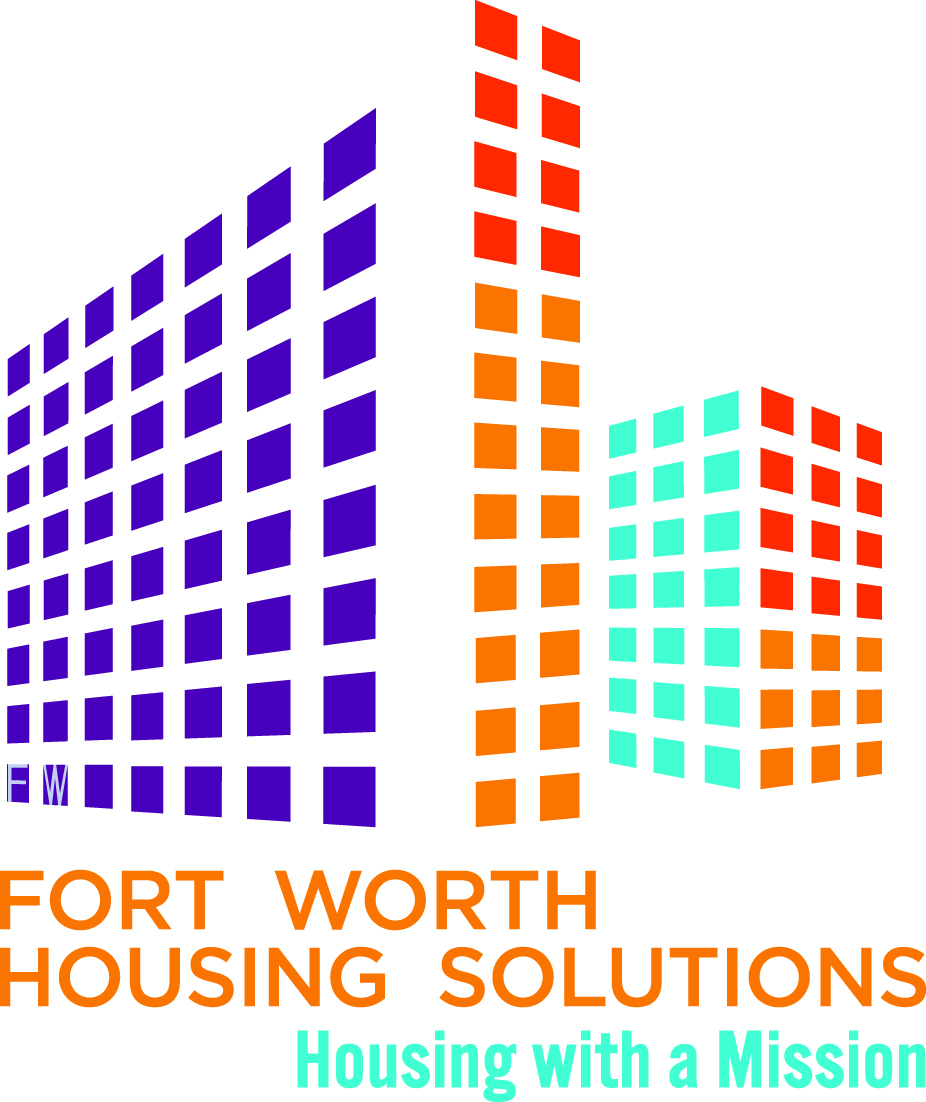 FW
FORT WORTH
HOUSING SOLUTIONS
Housing with a Mission